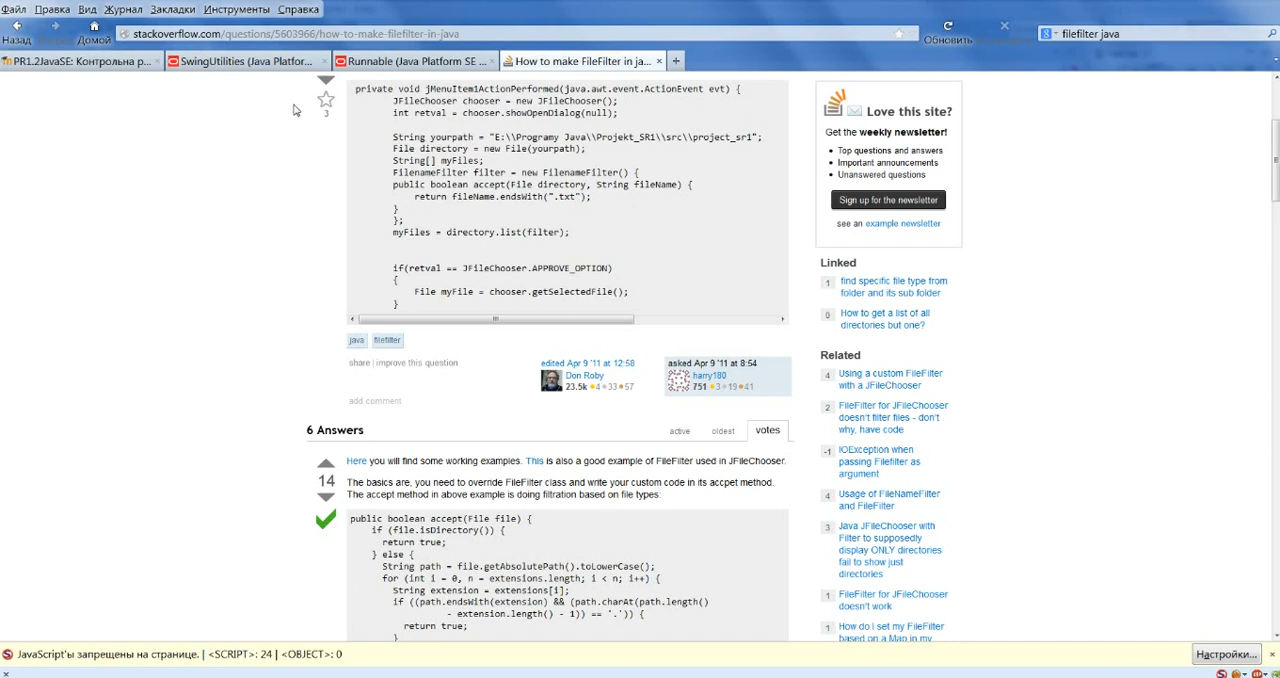 Файл Правка Вид Журнал Закладки Инструменты Справка
Назад Домой stackoverflow.com/questions/5603966/how-to-make-filefilter-in-java Обновить filefilter java
PR1.2JavaSE: Контрольна р... SwingUtilities (Java Platfor... Runnable (Java Platform SE ... How to make FileFilter in ja...
3
private void jMenuItem1ActionPerformed(java.awt.event.ActionEvent evt) {
JFileChooser chooser = new JFileChooser();
int retval = chooser.showOpenDialog(null);
String yourpath = "E:\\Programy Java\\Projekt_SR1\\src\\project_sr1";
File directory = new File(yourpath);
String[] myFiles;
FilenameFilter filter = new FilenameFilter() {
public boolean accept(File directory, String fileName) {
return fileName.endsWith(".txt");
}
};
myFiles = directory.list(filter);
if(retval == JFileChooser.APPROVE_OPTION)
{
File myFile = chooser.getSelectedFile();
}
java filefilter
share | improve this question
edited Apr 9 '11 at 12:58
Don Roby
23.5k 4 33 57
asked Apr 9 '11 at 8:54
harry180
751 3 19 41
add comment
6 Answers
active oldest votes
14
Here you will find some working examples. This is also a good example of FileFilter used in JFileChooser.
The basics are, you need to override FileFilter class and write your custom code in its accpet method.
The accept method in above example is doing filtration based on file types:
public boolean accept(File file) {
if (file.isDirectory()) {
return true;
} else {
String path = file.getAbsolutePath().toLowerCase();
for (int i = 0, n = extensions.length; i < n; i++) {
String extension = extensions[i];
if ((path.endsWith(extension) && (path.charAt(path.length()
- extension.length() - 1)) == '.')) {
return true;
}
Love this site?
Get the weekly newsletter!
Top questions and answers
Important announcements
Unanswered questions
Sign up for the newsletter
see an example newsletter
Linked
1 find specific file type from
folder and its sub folder
0 How to get a list of all
directories but one?
Related
4 Using a custom FileFilter
with a JFileChooser
2 FileFilter for JFileChooser
doesn't filter files - don't
why, have code
-1 IOException when
passing Filefilter as
argument
4 Usage of FileNameFilter
and FileFilter
3 Java JFileChooser with
Filter to supposedly
display ONLY directories
fail to show just
directories
1 FileFilter for JFileChooser
doesn't work
1 How do I set my FileFilter
based on a Map in my
JavaScript'ы запрещены на странице. | <SCRIPT>: 24 | <OBJECT>: 0
Настройки...